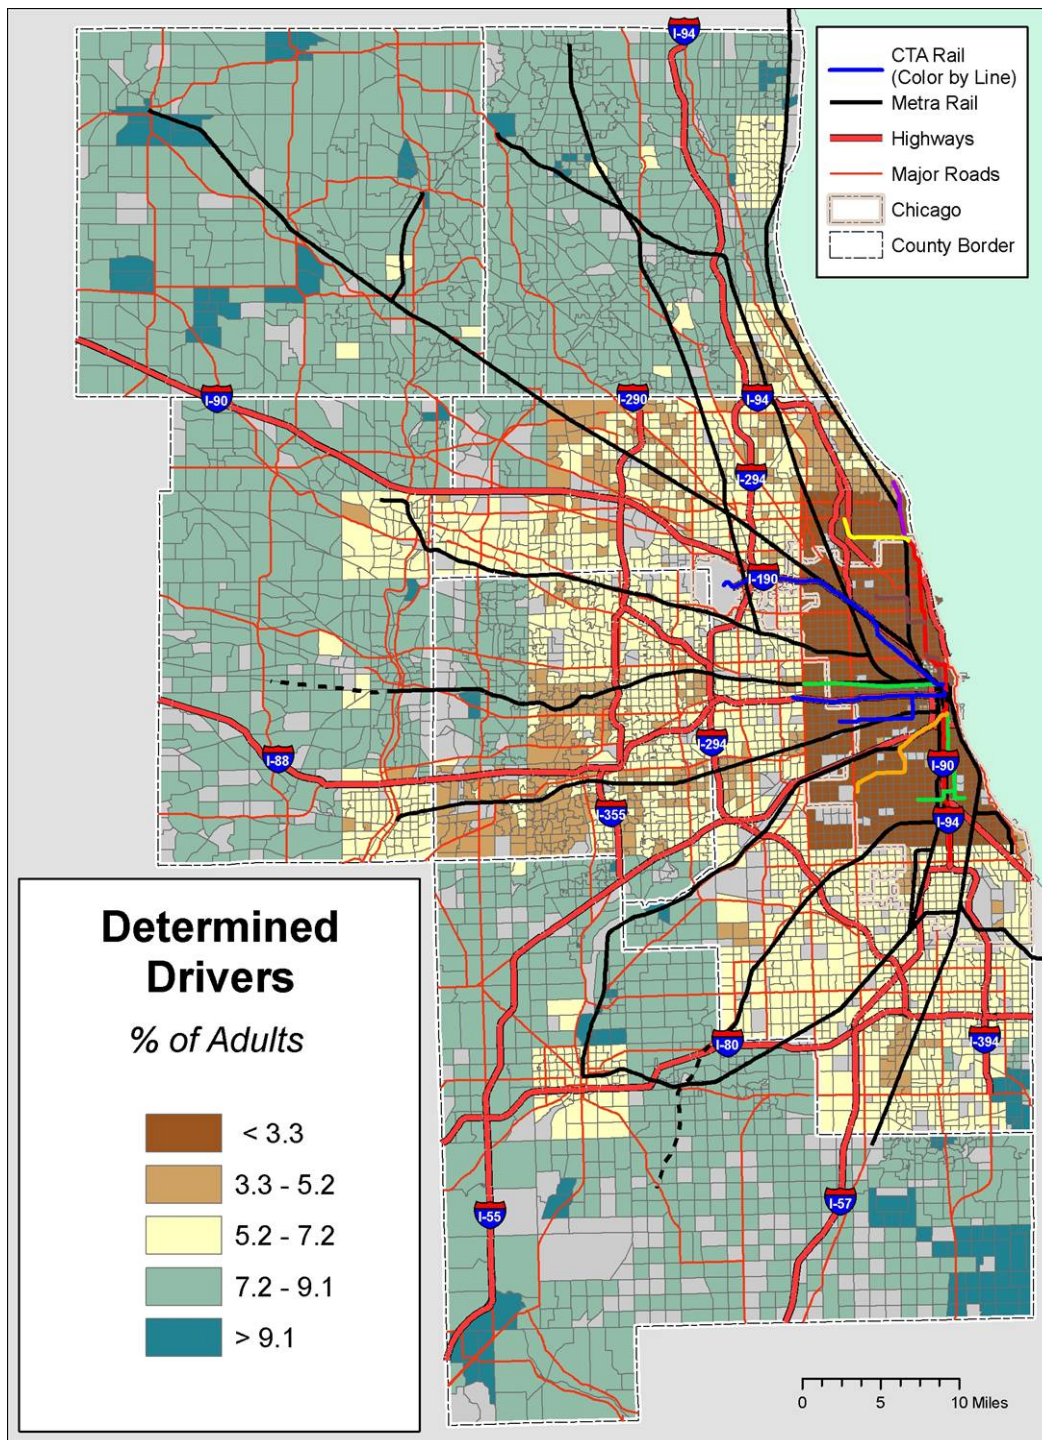 I-94
CTA Rail
(Color by Line)
Metra Rail
Highways
Major Roads
Chicago
County Border
I-90
I-290
I-94
I-294
I-190
I-88
I-294
I-90
I-355
I-94
Determined
Drivers
% of Adults
< 3.3
3.3 - 5.2
5.2 - 7.2
7.2 - 9.1
> 9.1
I-80
I-394
I-55
I-57
0 5 10 Miles